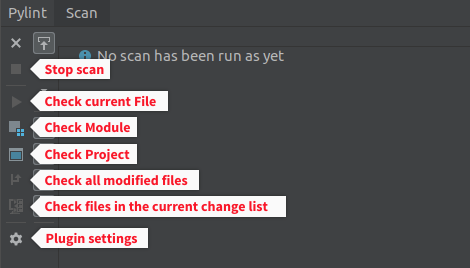 Pylint Scan
No scan has been run as yet
Stop scan
Check current File
Check Module
Check Project
Check all modified files
Check files in the current change list
Plugin settings